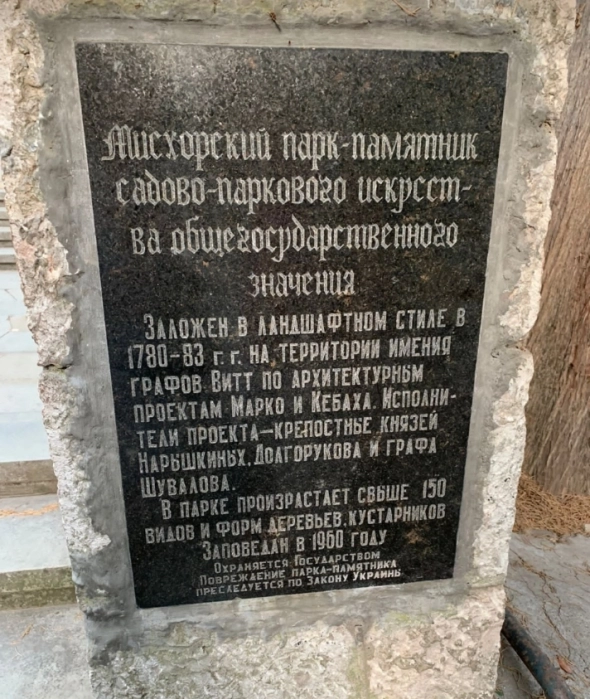 Мисхорский парк-памятник
садово-паркового искусст-
ва общегосударственного
значения
Заложен в ландшафтном стиле в
1780-83 г.г. на территории имения
графов Витт по архитектурным
проектам Марко и Кебаха. Исполни-
тели проекта—крепостные князей
Нарышкиных, Долгорукова и графа
Шувалова.
В парке произрастает свыше 150
видов и форм деревьев, кустарников
Заповедан в 1960 году
Охраняется Государством
Повреждение парка-памятника
преследуется по Закону Украины